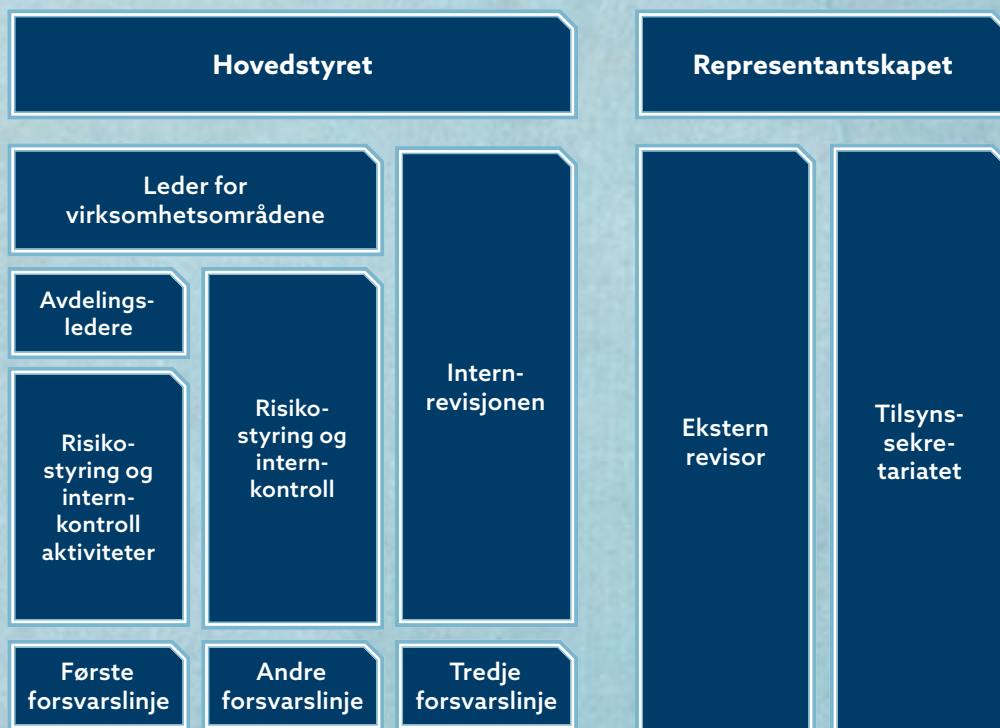 Hovedstyret
Representantskapet
Leder for
virksomhetsområdene
Avdelings-
ledere
Risiko-
styring og
intern-
kontroll
aktiviteter
Risiko-
styring og
intern-
kontroll
Intern-
revisjonen
Ekstern
revisor
Tilsyns-
sekre-
tariatet
Første
forsvarslinje
Andre
forsvarslinje
Tredje
forsvarslinje